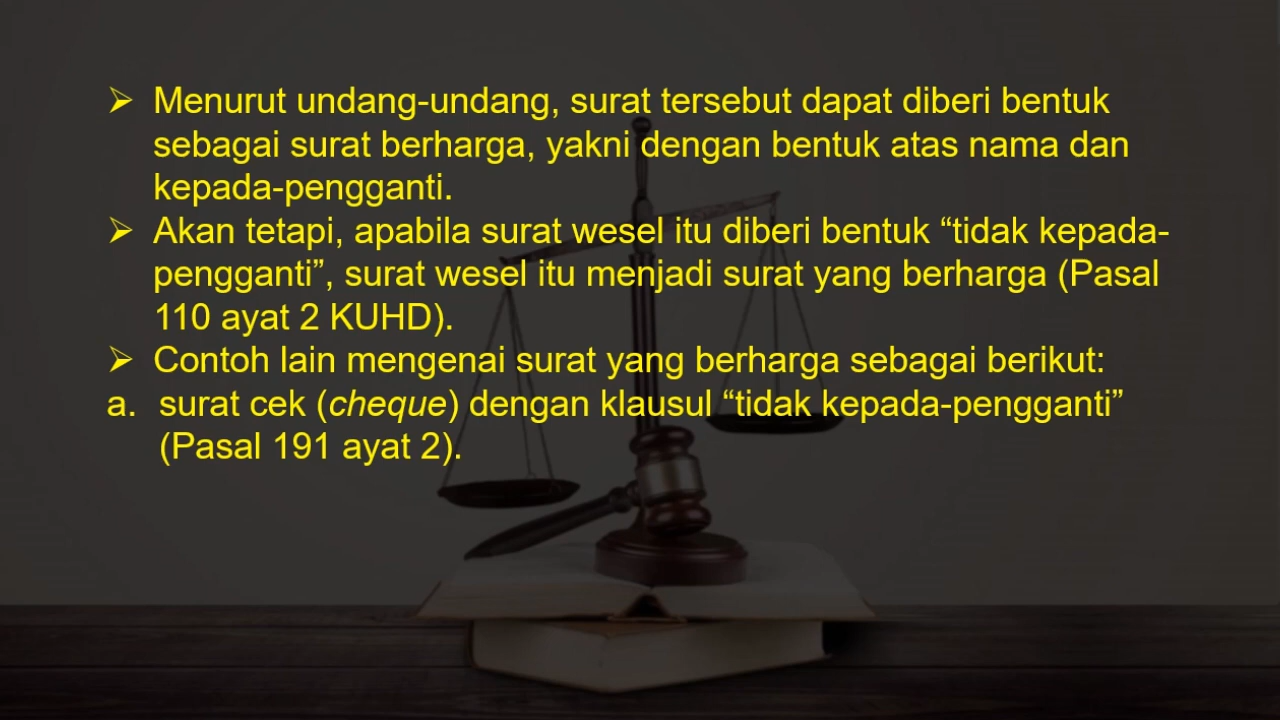 ➢ Menurut undang-undang, surat tersebut dapat diberi bentuk
sebagai surat berharga, yakni dengan bentuk atas nama dan
kepada-pengganti.
➢ Akan tetapi, apabila surat wesel itu diberi bentuk “tidak kepada-
pengganti”, surat wesel itu menjadi surat yang berharga (Pasal
110 ayat 2 KUHD).
➢ Contoh lain mengenai surat yang berharga sebagai berikut:
a. surat cek (cheque) dengan klausul “tidak kepada-pengganti”
(Pasal 191 ayat 2).